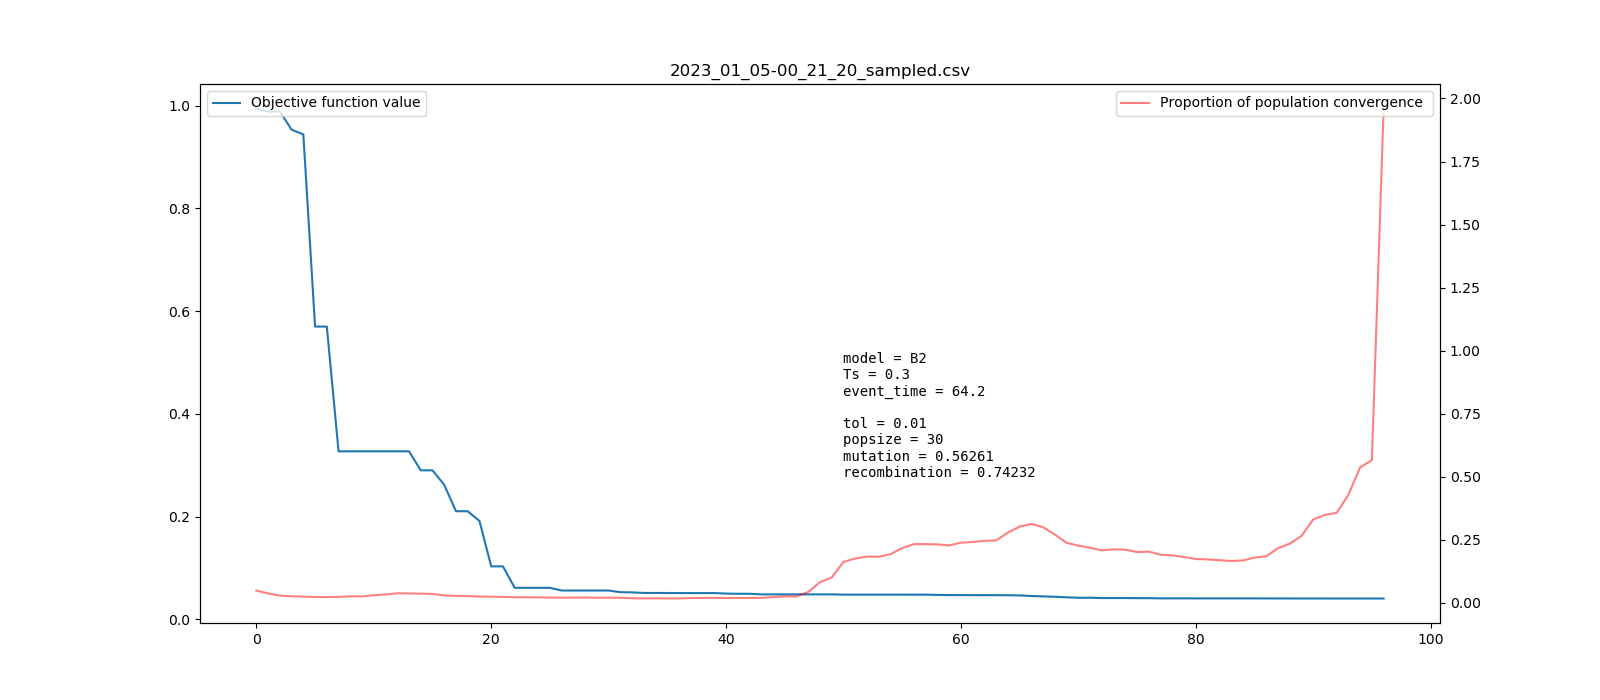 2023_01_05-00_21_20_sampled.csv
Objective function value
Proportion of population convergence
1.0
0.8
0.6
0.4
0.2
0.0
2.00
1.75
1.50
1.25
1.00
0.75
0.50
0.25
0.00
model = B2
Ts = 0.3
event_time = 64.2
tol = 0.01
popsize = 30
mutation = 0.56261
recombination = 0.74232
0
20
40
60
80
100